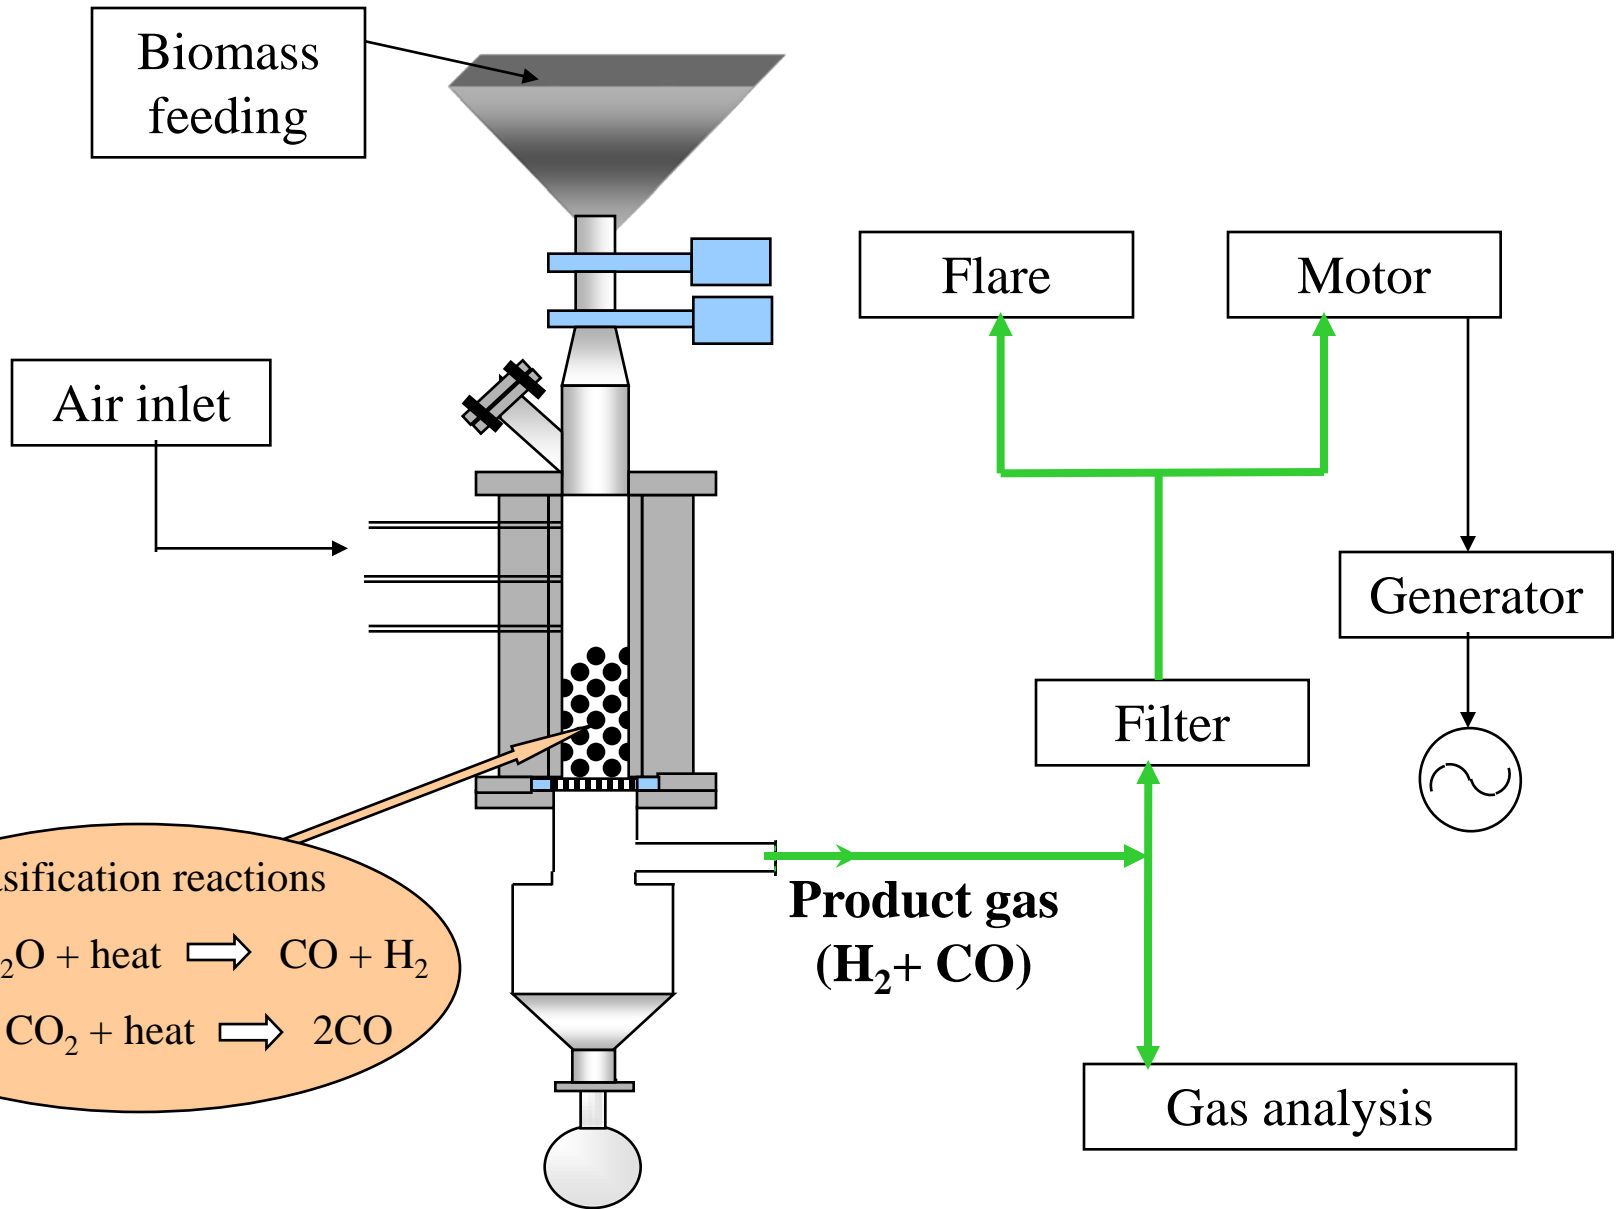 Biomass
feeding
Flare
Motor
Air inlet
Generator
Filter
Product gas
(H₂+ CO)
asification reactions
₂O + heat ⇨ CO + H₂
CO₂ + heat ⇨ 2CO
Gas analysis